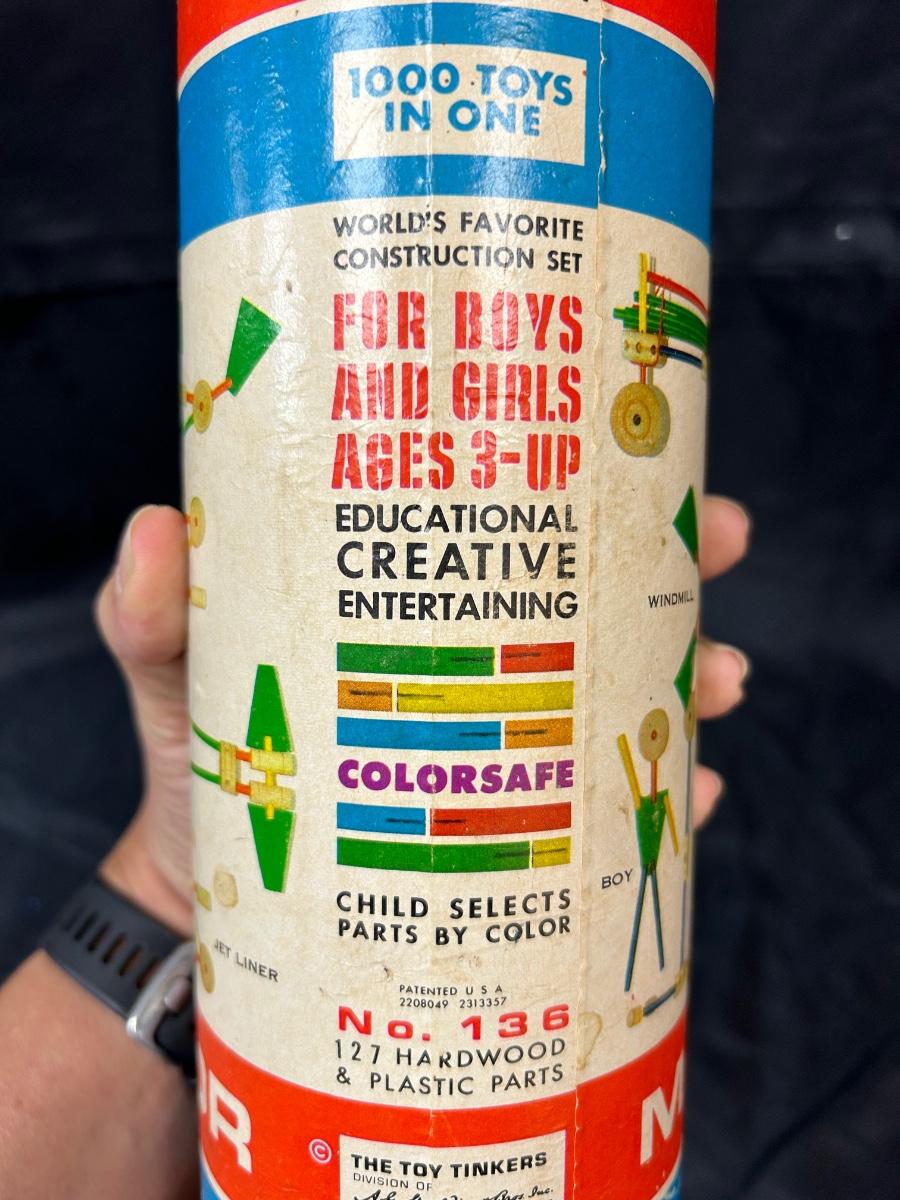 1000 TOYS
IN ONE
WORLD'S FAVORITE
CONSTRUCTION SET
FOR BOYS
AND GIRLS
AGES 3-UP
EDUCATIONAL
CREATIVE
ENTERTAINING
WINDMILL
COLORSAFE
BOY
CHILD SELECTS
PARTS BY COLOR
JET LINER
PATENTED U S A
2208049 2313357
No. 136
127 HARDWOOD
& PLASTIC PARTS
OR
M
©
THE TOY TINKERS
DIVISION OF